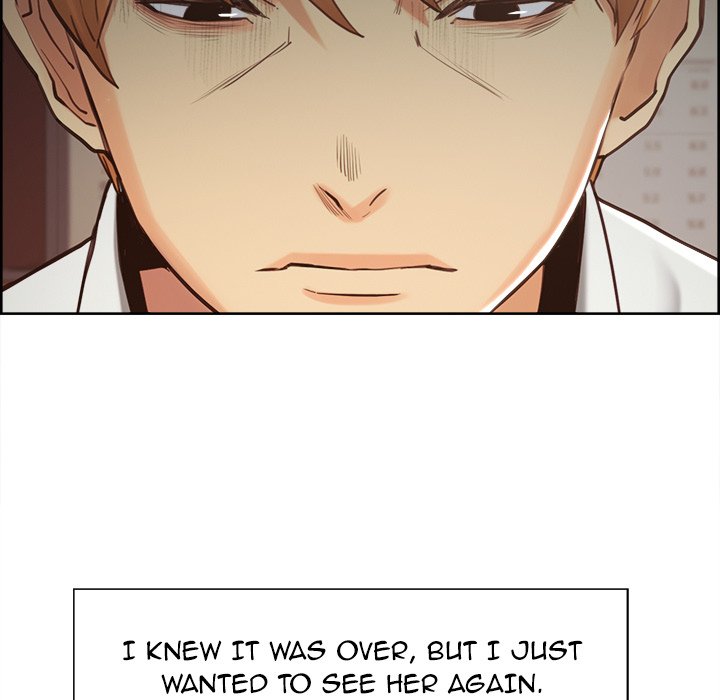 I KNEW IT WAS OVER, BUT I JUST
WANTED TO SEE HER AGAIN.